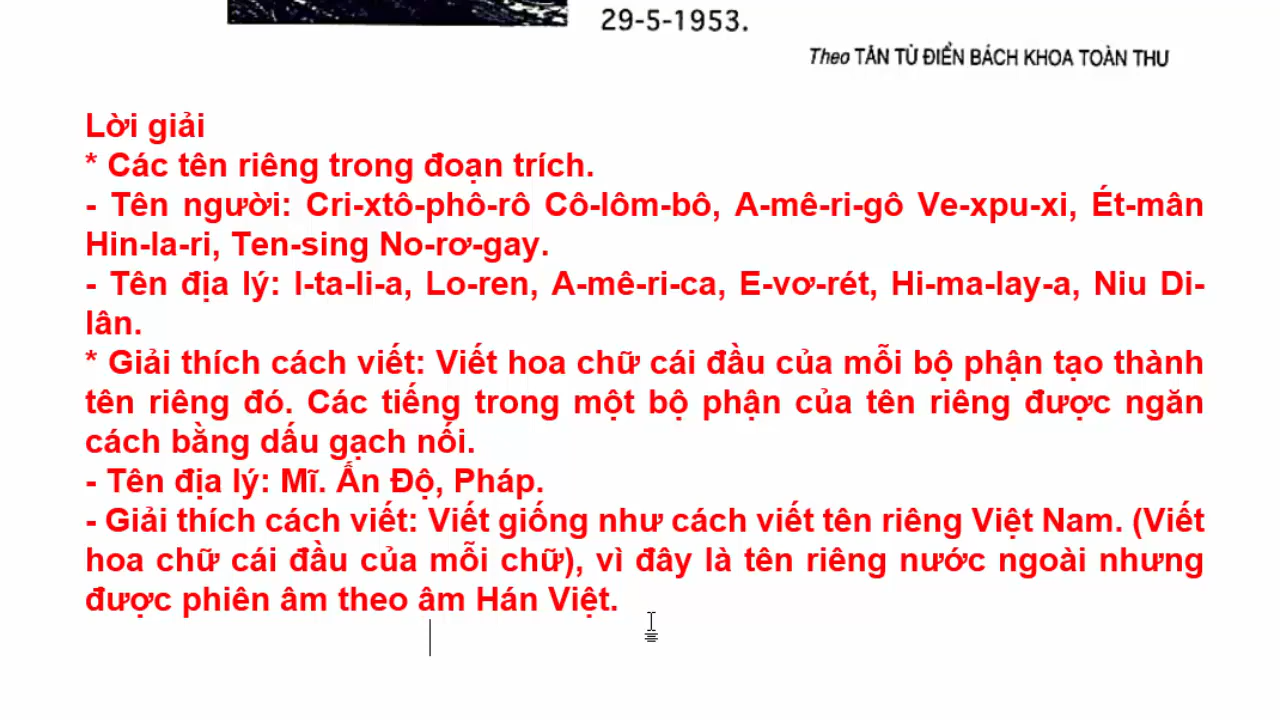 29-5-1953.
Theo TÂN TỪ ĐIỂN BÁCH KHOA TOÀN THU
Lời giải
* Các tên riêng trong đoạn trích.
- Tên người: Cri-xtô-phô-rô Cô-lôm-bô, A-mê-ri-gô Ve-xpu-xi, Ét-mân
Hin-la-ri, Ten-sing No-rơ-gay.
- Tên địa lý: I-ta-li-a, Lo-ren, A-mê-ri-ca, E-vơ-rét, Hi-ma-lay-a, Niu Di-
lân.
* Giải thích cách viết: Viết hoa chữ cái đầu của mỗi bộ phận tạo thành
tên riêng đó. Các tiếng trong một bộ phận của tên riêng được ngăn
cách bằng dấu gạch nối.
- Tên địa lý: Mĩ. Ấn Độ, Pháp.
- Giải thích cách viết: Viết giống như cách viết tên riêng Việt Nam. (Viết
hoa chữ cái đầu của mỗi chữ), vì đây là tên riêng nước ngoài nhưng
được phiên âm theo âm Hán Việt.